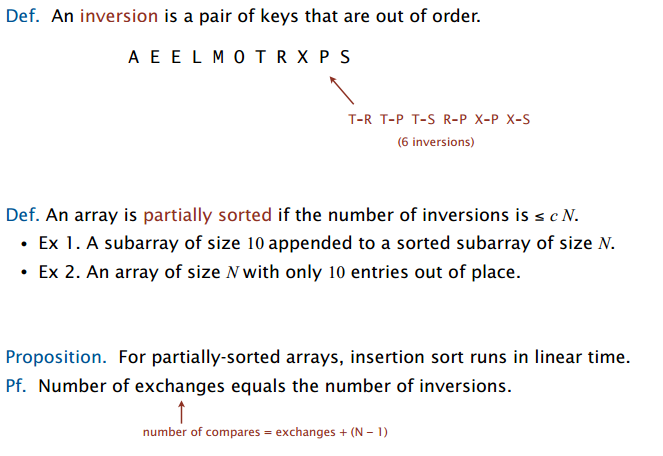 Def. An inversion is a pair of keys that are out of order.
A E E L M O T R X P S
T-R T-P T-S R-P X-P X-S
(6 inversions)
Def. An array is partially sorted if the number of inversions is ≤ c N.
• Ex 1. A subarray of size 10 appended to a sorted subarray of size N.
• Ex 2. An array of size N with only 10 entries out of place.
Proposition. For partially-sorted arrays, insertion sort runs in linear time.
Pf. Number of exchanges equals the number of inversions.
number of compares = exchanges + (N – 1)